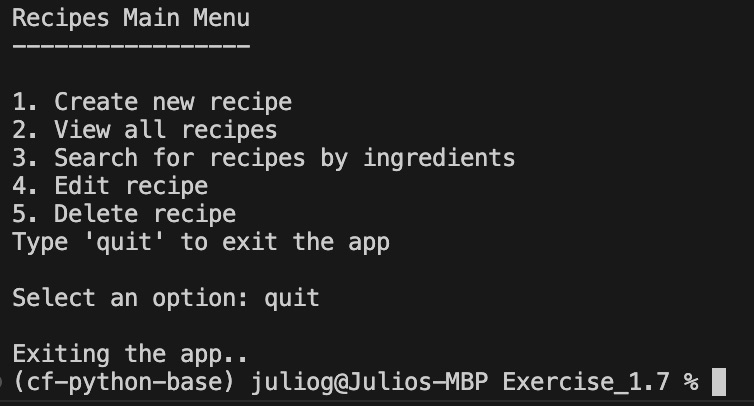 Recipes Main Menu
-----------------
1. Create new recipe
2. View all recipes
3. Search for recipes by ingredients
4. Edit recipe
5. Delete recipe
Type 'quit' to exit the app
Select an option: quit
Exiting the app..
(cf-python-base) juliog@Julios-MBP Exercise_1.7 %